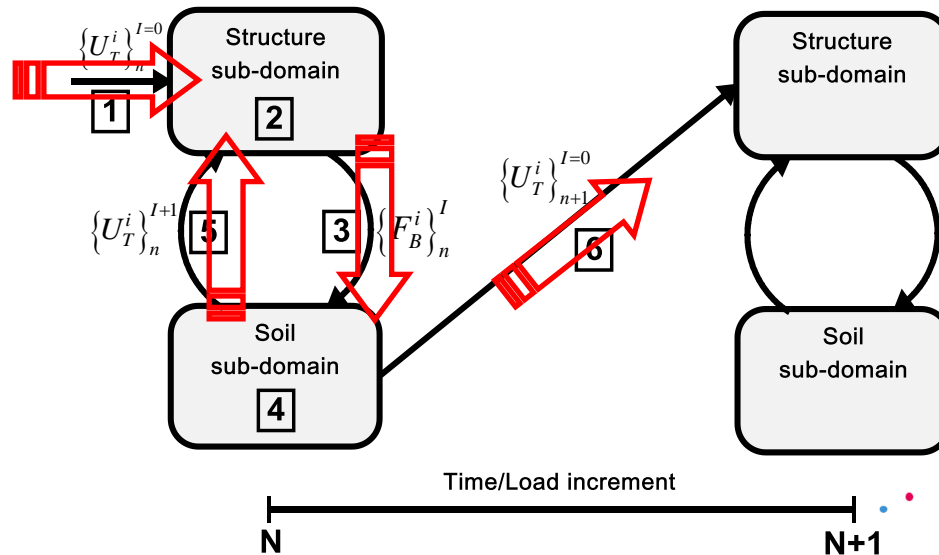 {U_T^i}_n^{I=0}
1
Structure
sub-domain
2
Structure
sub-domain
{U_T^i}_n^{I+1}
5
3
{F_B^i}_n^I
{U_T^i}_{n+1}^{I=0}
6
Soil
sub-domain
4
Soil
sub-domain
Time/Load increment
N
N+1